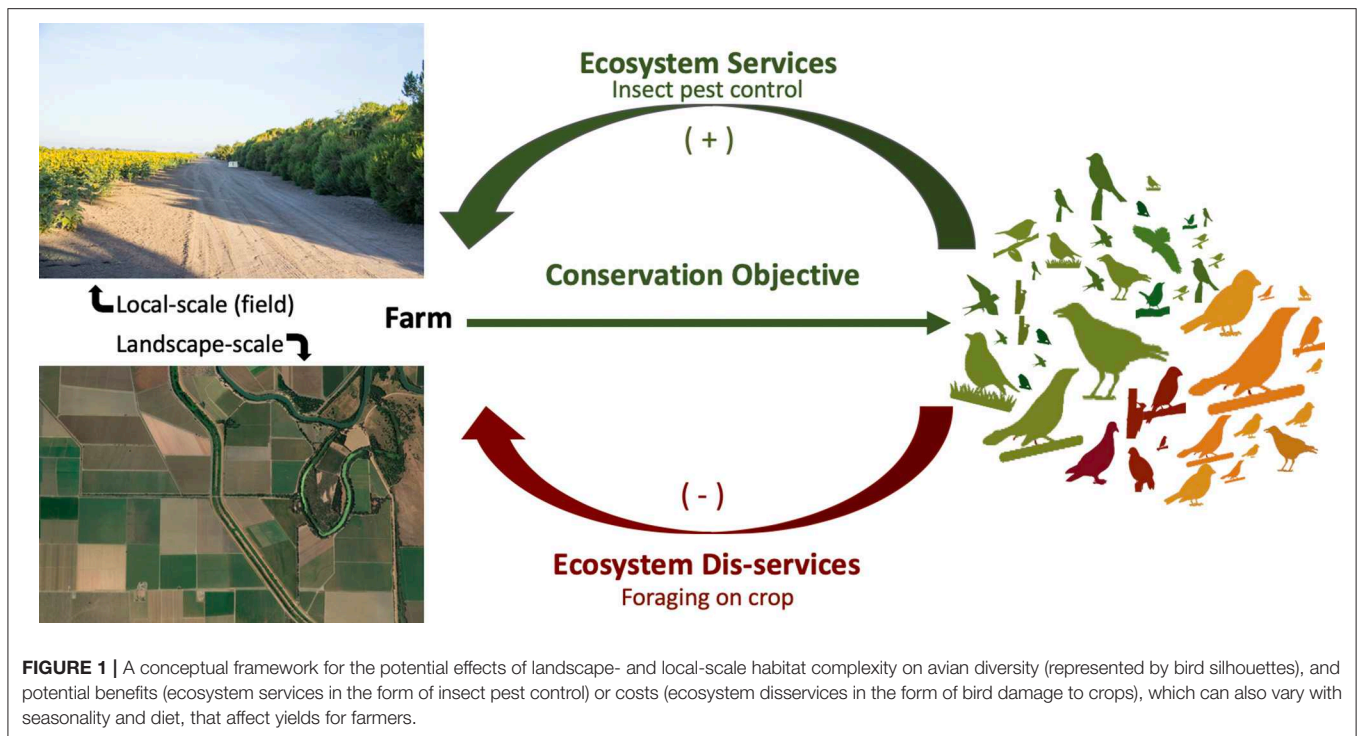 Ecosystem Services
Insect pest control
( + )
Conservation Objective
Local-scale (field)
Farm
Landscape-scale
( - )
Ecosystem Dis-services
Foraging on crop
FIGURE 1 | A conceptual framework for the potential effects of landscape- and local-scale habitat complexity on avian diversity (represented by bird silhouettes), and
potential benefits (ecosystem services in the form of insect pest control) or costs (ecosystem disservices in the form of bird damage to crops), which can also vary with
seasonality and diet, that affect yields for farmers.